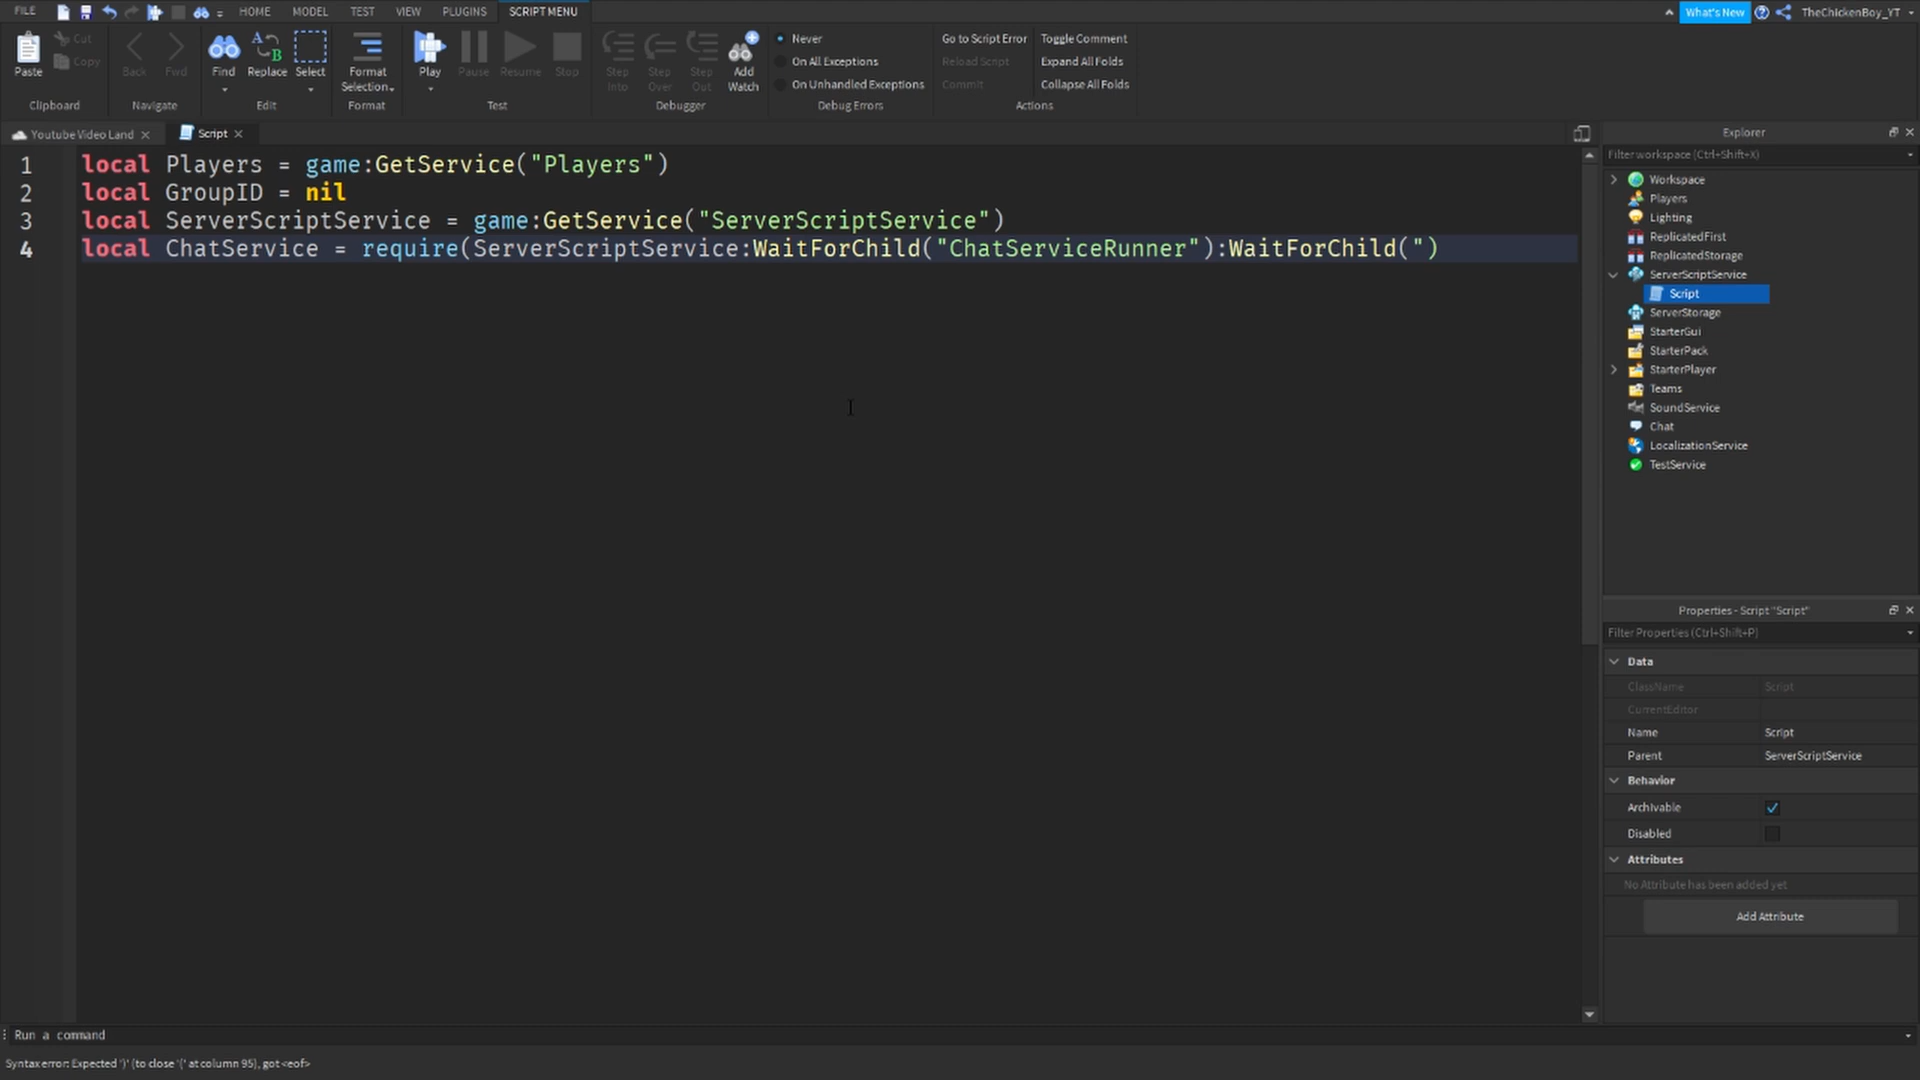 FILE HOME MODEL TEST VIEW PLUGINS SCRIPT MENU What's New TheChickenBoy_YT
Paste Cut Copy Clipboard
Back Fwd Navigate
Find Replace Select Edit
Format Selection Format
Play Pause Resume Stop Test
Step Into Step Over Step Out Add Watch Debugger
Never
On All Exceptions
On Unhandled Exceptions
Debug Errors
Go to Script Error Toggle Comment
Reload Script Expand All Folds
Commit Collapse All Folds
Actions
Youtube Video Land Script
1 local Players = game:GetService("Players")
2 local GroupID = nil
3 local ServerScriptService = game:GetService("ServerScriptService")
4 local ChatService = require(ServerScriptService:WaitForChild("ChatServiceRunner"):WaitForChild(")
Explorer
Filter workspace (Ctrl+Shift+X)
Workspace
Players
Lighting
ReplicatedFirst
ReplicatedStorage
ServerScriptService
Script
ServerStorage
StarterGui
StarterPack
StarterPlayer
Teams
SoundService
Chat
LocalizationService
TestService
Properties - Script "Script"
Filter Properties (Ctrl+Shift+P)
Data
ClassName Script
CurrentEditor
Name Script
Parent ServerScriptService
Behavior
Archivable
Disabled
Attributes
No Attribute has been added yet
Add Attribute
Run a command
Syntax error: Expected ')' (to close '(' at column 95), got <eof>